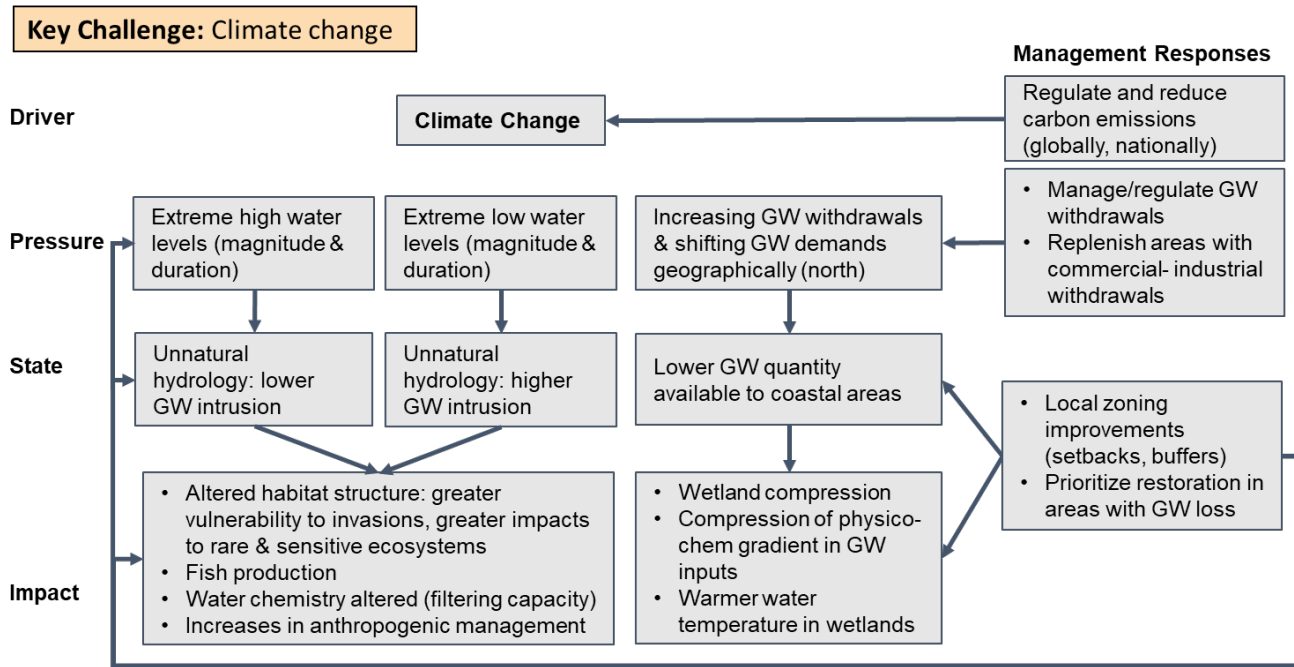 Key Challenge: Climate change
Management Responses
Driver
Climate Change
Regulate and reduce
carbon emissions
(globally, nationally)
Pressure
Extreme high water
levels (magnitude &
duration)
Extreme low water
levels (magnitude &
duration)
Increasing GW withdrawals
& shifting GW demands
geographically (north)
• Manage/regulate GW
withdrawals
• Replenish areas with
commercial- industrial
withdrawals
State
Unnatural
hydrology: lower
GW intrusion
Unnatural
hydrology: higher
GW intrusion
Lower GW quantity
available to coastal areas
• Local zoning
improvements
(setbacks, buffers)
• Prioritize restoration in
areas with GW loss
Impact
• Altered habitat structure: greater
vulnerability to invasions, greater impacts
to rare & sensitive ecosystems
• Fish production
• Water chemistry altered (filtering capacity)
• Increases in anthropogenic management
• Wetland compression
• Compression of physico-
chem gradient in GW
inputs
• Warmer water
temperature in wetlands